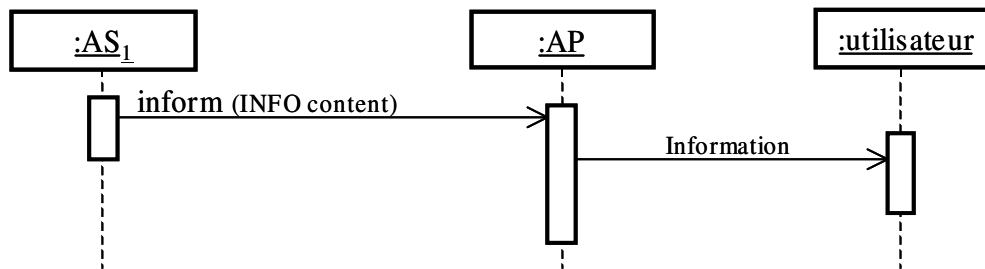 :AS1
:AP
:utilisateur
inform (INFO content)
Information